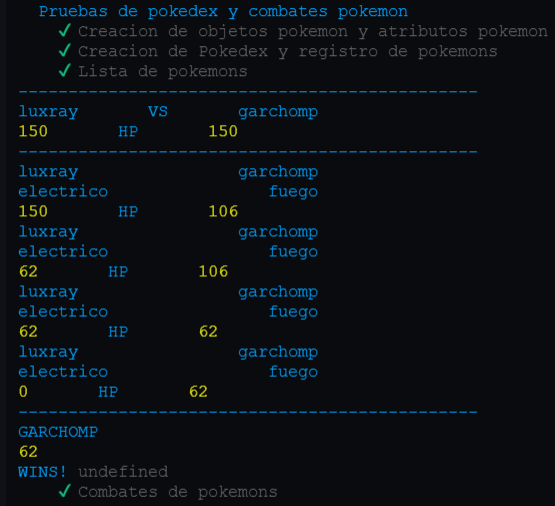 Pruebas de pokedex y combates pokemon
✓ Creacion de objetos pokemon y atributos pokemon
✓ Creacion de Pokedex y registro de pokemons
✓ Lista de pokemons
----------------------------------------------
luxray VS garchomp
150 HP 150
----------------------------------------------
luxray garchomp
electrico fuego
150 HP 106
luxray garchomp
electrico fuego
62 HP 106
luxray garchomp
electrico fuego
62 HP 62
luxray garchomp
electrico fuego
0 HP 62
----------------------------------------------
GARCHOMP
62
WINS! undefined
✓ Combates de pokemons